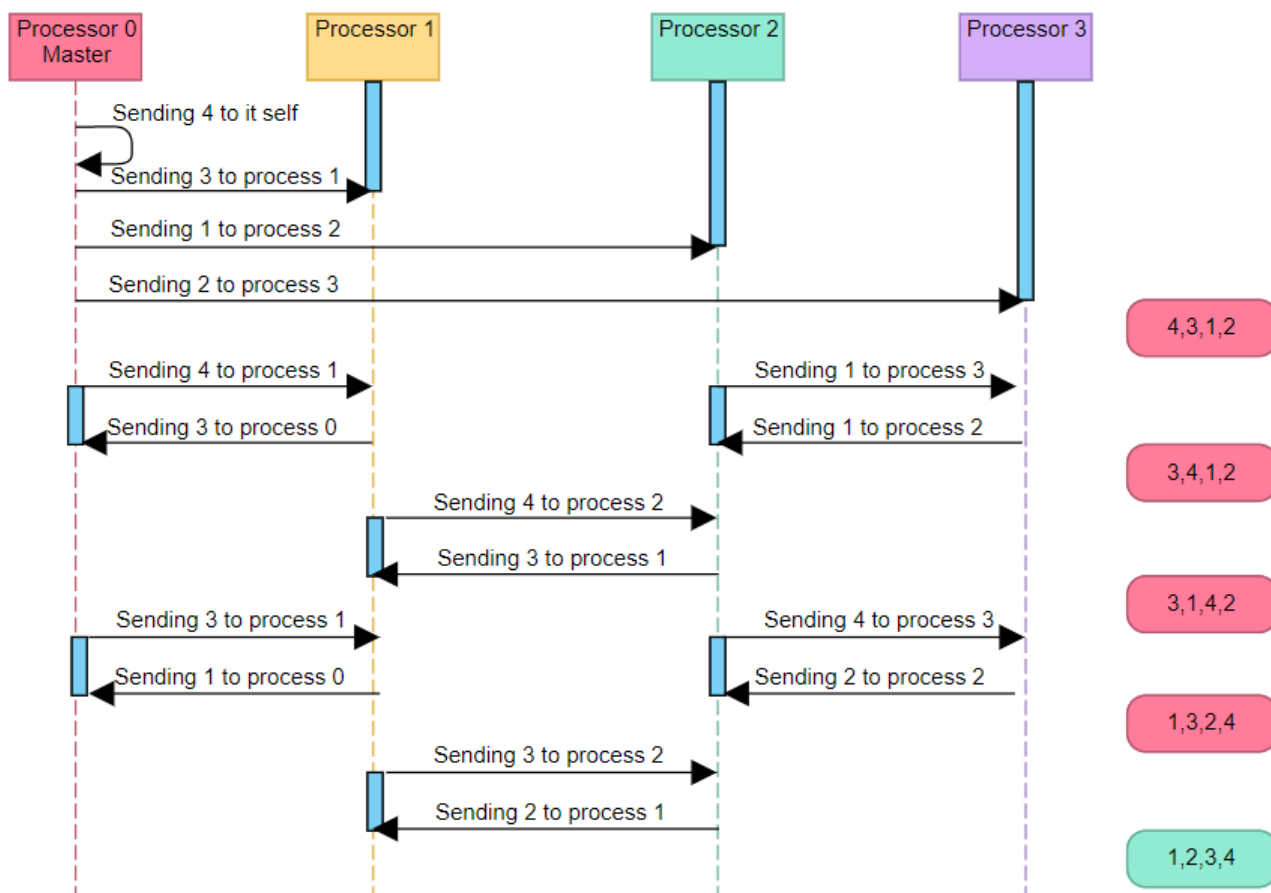 Processor 0
Master
Processor 1
Processor 2
Processor 3
Sending 4 to it self
Sending 3 to process 1
Sending 1 to process 2
Sending 2 to process 3
4,3,1,2
Sending 4 to process 1
Sending 1 to process 3
Sending 3 to process 0
Sending 1 to process 2
3,4,1,2
Sending 4 to process 2
Sending 3 to process 1
3,1,4,2
Sending 3 to process 1
Sending 4 to process 3
Sending 1 to process 0
Sending 2 to process 2
1,3,2,4
Sending 3 to process 2
Sending 2 to process 1
1,2,3,4